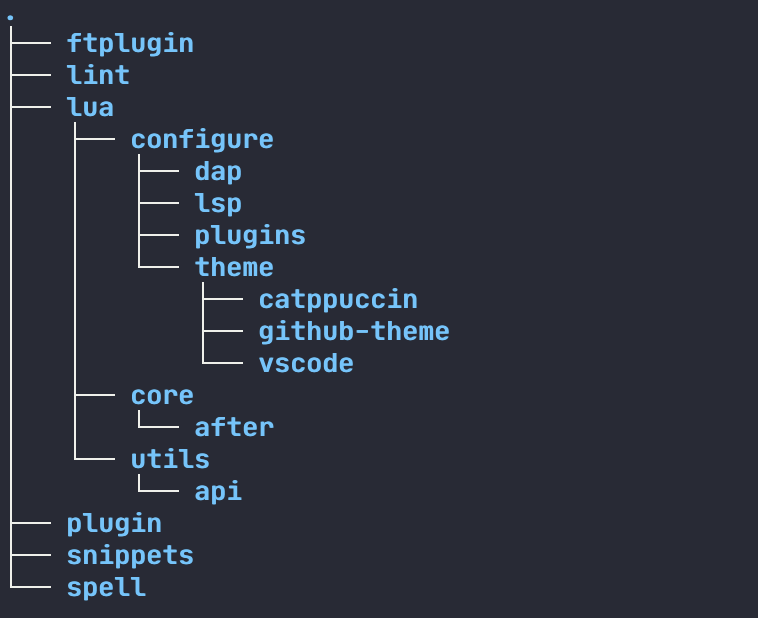 .
├── ftplugin
├── lint
├── lua
│   ├── configure
│   │   ├── dap
│   │   ├── lsp
│   │   ├── plugins
│   │   └── theme
│   │       ├── catppuccin
│   │       ├── github-theme
│   │       └── vscode
│   ├── core
│   │   └── after
│   └── utils
│       └── api
├── plugin
├── snippets
└── spell